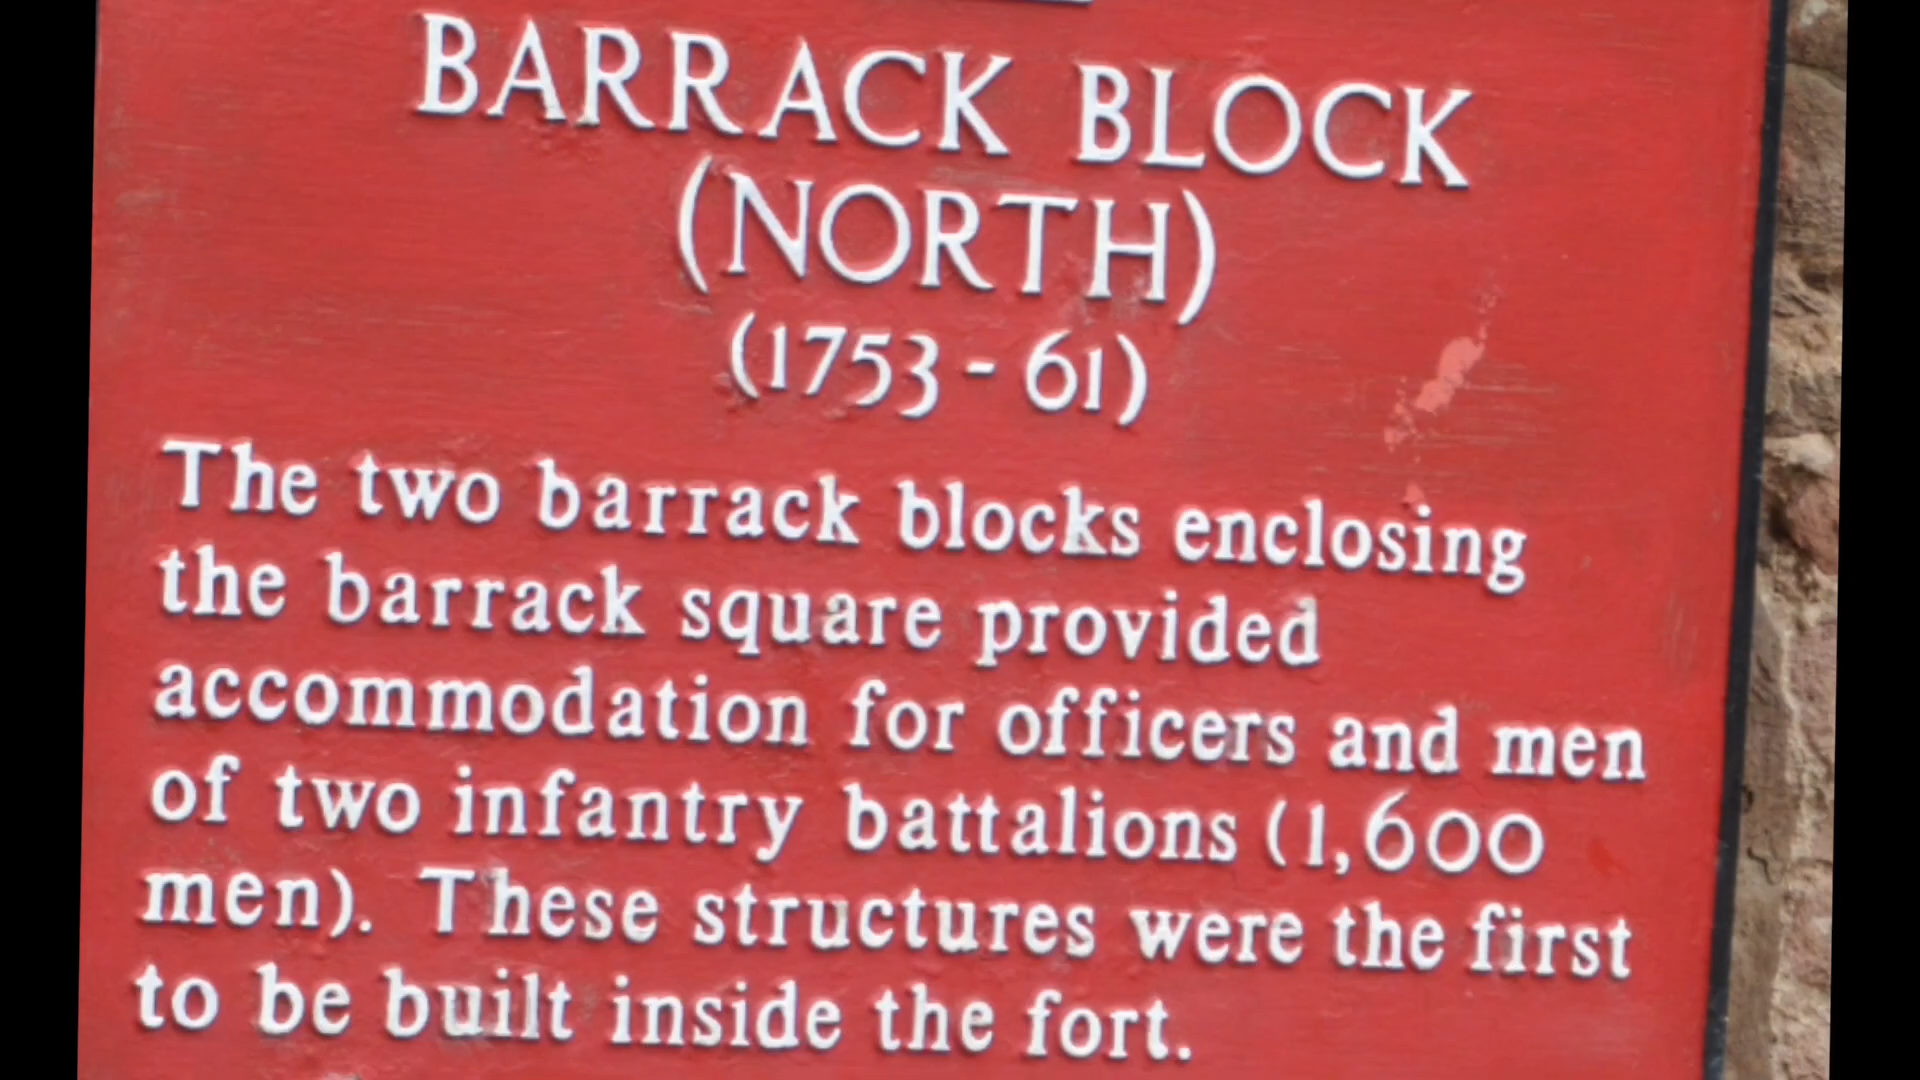 BARRACK BLOCK
(NORTH)
(1753 - 61)
The two barrack blocks enclosing
the barrack square provided
accommodation for officers and men
of two infantry battalions (1,600
men). These structures were the first
to be built inside the fort.